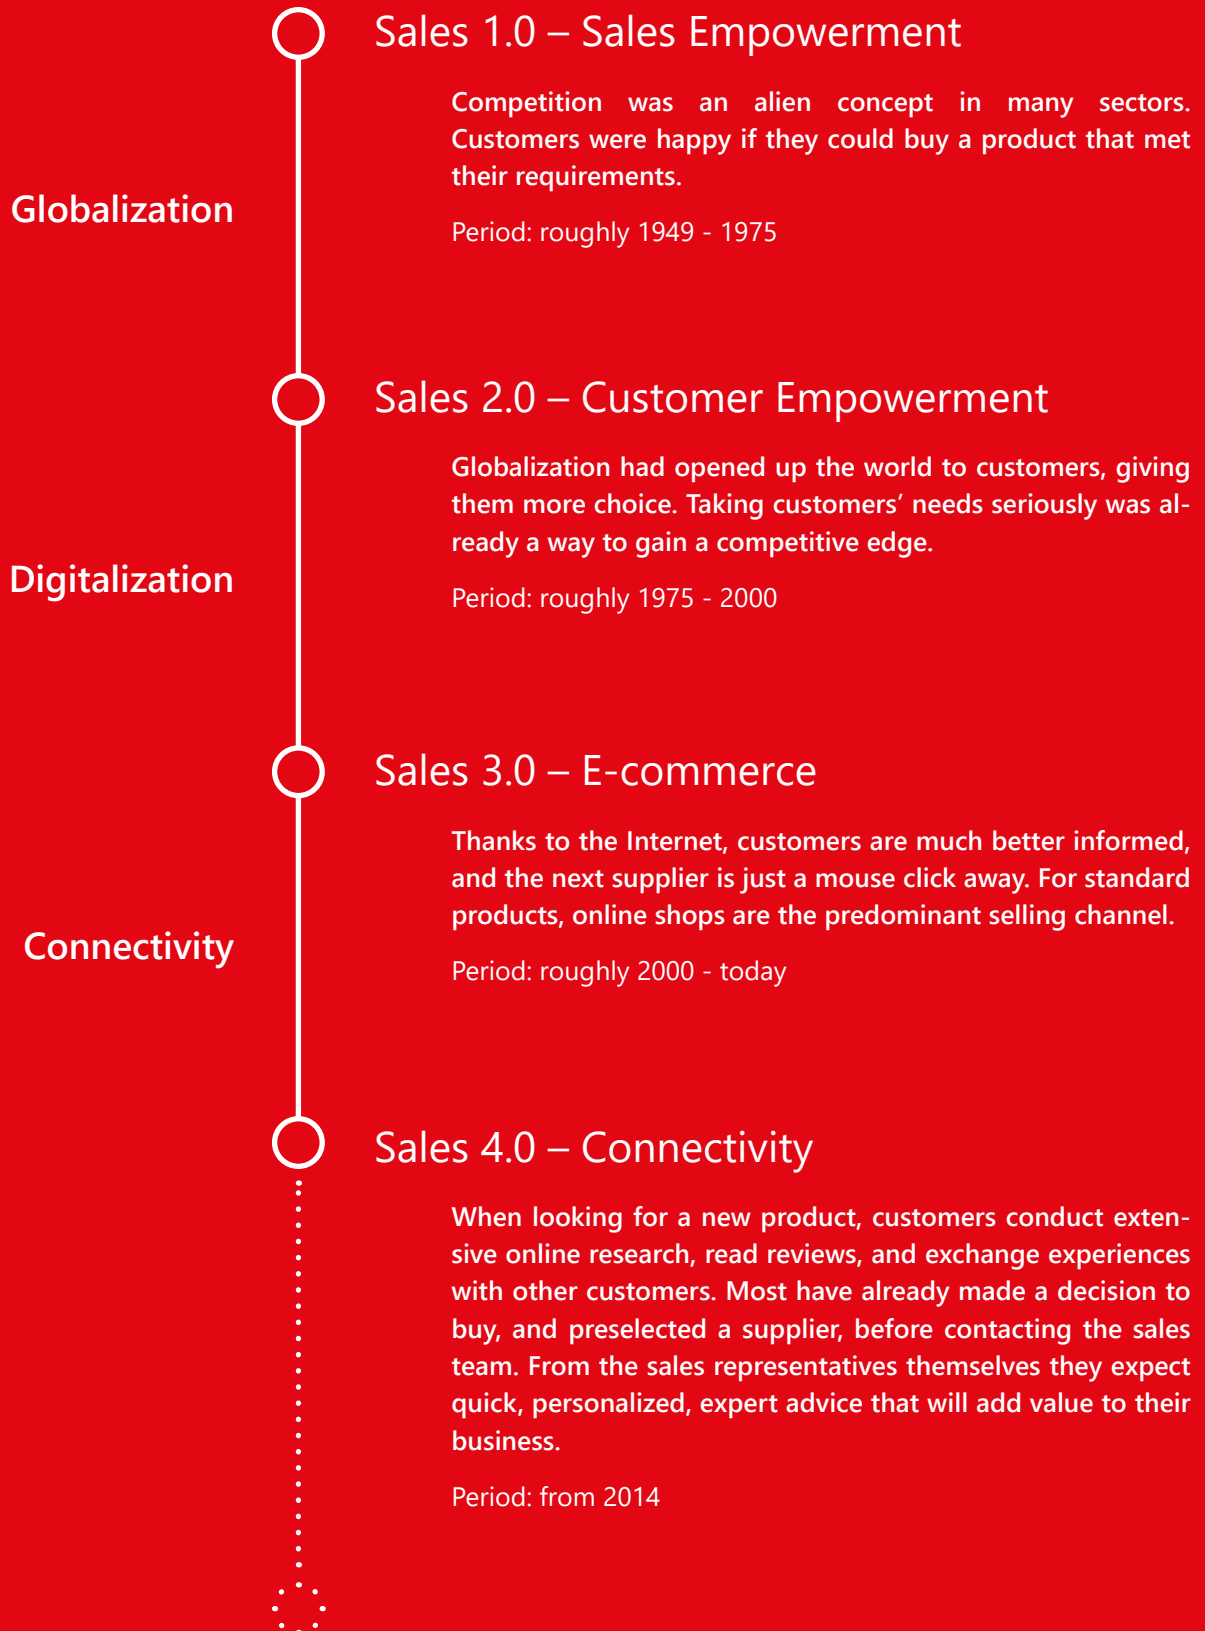 Sales 1.0 – Sales Empowerment
Competition was an alien concept in many sectors.
Customers were happy if they could buy a product that met
their requirements.
Globalization
Period: roughly 1949 - 1975
Sales 2.0 – Customer Empowerment
Globalization had opened up the world to customers, giving
them more choice. Taking customers’ needs seriously was al-
ready a way to gain a competitive edge.
Digitalization
Period: roughly 1975 - 2000
Sales 3.0 – E-commerce
Thanks to the Internet, customers are much better informed,
and the next supplier is just a mouse click away. For standard
products, online shops are the predominant selling channel.
Connectivity
Period: roughly 2000 - today
Sales 4.0 – Connectivity
When looking for a new product, customers conduct exten-
sive online research, read reviews, and exchange experiences
with other customers. Most have already made a decision to
buy, and preselected a supplier, before contacting the sales
team. From the sales representatives themselves they expect
quick, personalized, expert advice that will add value to their
business.
Period: from 2014